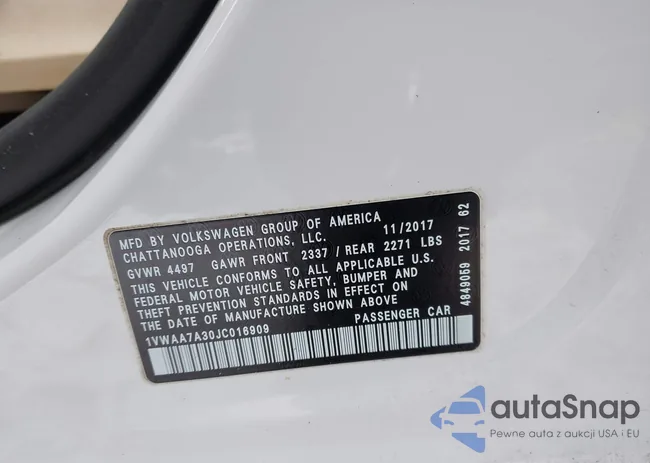 MFD BY VOLKSWAGEN GROUP OF AMERICA
CHATTANOOGA OPERATIONS, LLC. 11/2017
GVWR 4497 GAWR FRONT 2337/ REAR 2271 LBS
THIS VEHICLE CONFORMS TO ALL APPLICABLE U.S.
FEDERAL MOTOR VEHICLE SAFETY, BUMPER AND
THEFT PREVENTION STANDARDS IN EFFECT ON
THE DATE OF MANUFACTURE SHOWN ABOVE
1VWAA7A30JC016909 PASSENGER CAR
4849059 2017 62
autaSnap
Pewne auta z aukcji USA i EU